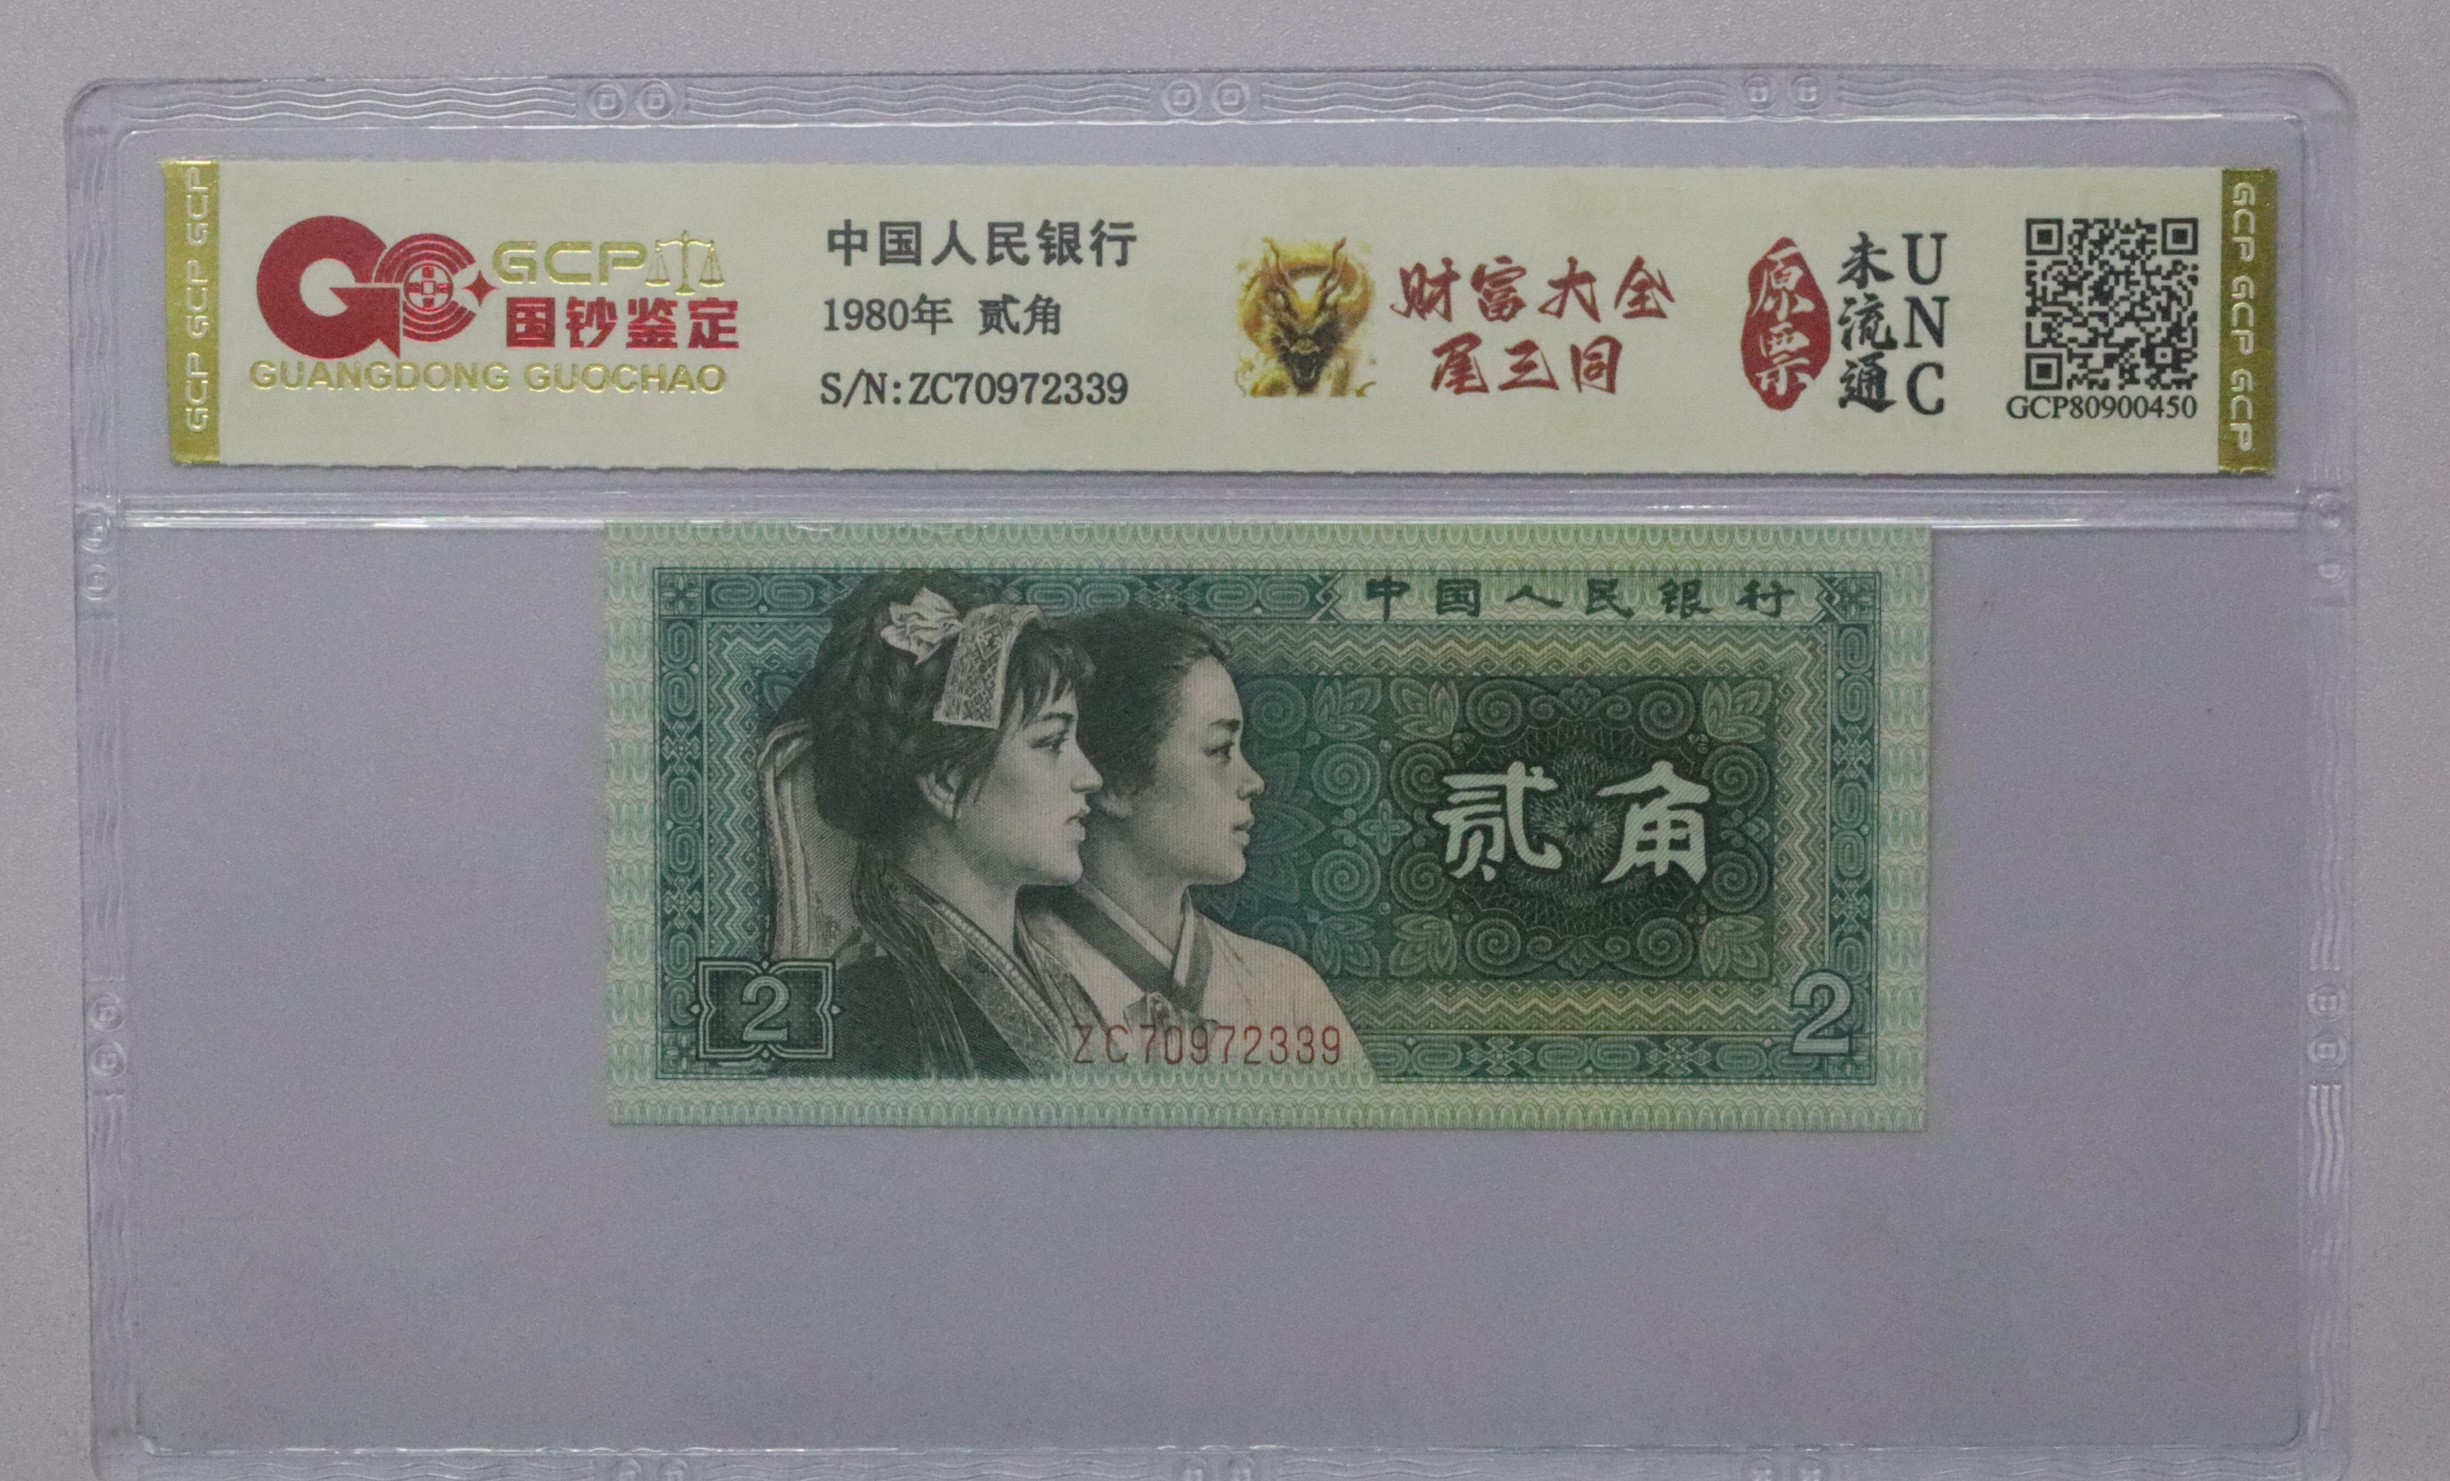 GCP GCP GCP
GCP
国钞鉴定
GUANGDONG GUOCHAO
中国人民银行
1980年 贰角
S/N:ZC70972339
财富大全
尾三同
原票
未流通
UNC
GCP80900450
GCP GCP GCP
中国人民银行
贰角
2
ZC70972339
2